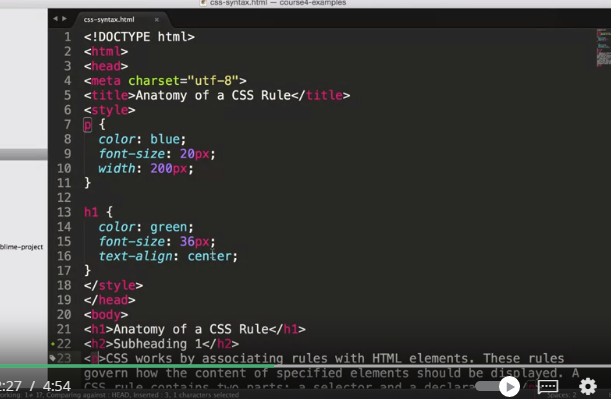 css-syntax.html — course4-examples
css-syntax.html ×
1 <!DOCTYPE html>
2 <html>
3 <head>
4 <meta charset="utf-8">
5 <title>Anatomy of a CSS Rule</title>
6 <style>
7 p {
8 color: blue;
9 font-size: 20px;
10 width: 200px;
11 }
12
13 h1 {
14 color: green;
15 font-size: 36px;
16 text-align: center;
17 }
18 </style>
19 </head>
20 <body>
21 <h1>Anatomy of a CSS Rule</h1>
22 <h2>Subheading 1</h2>
23 <p>CSS works by associating rules with HTML elements. These rules
govern how the content of specified elements should be displayed. A
CSS rule contains two parts: a selector and a declara
blime-project
2:27 / 4:54
orking: 1≠ 17, Comparing against: HEAD, Inserted: 3, 1 characters selected
Spaces: 2